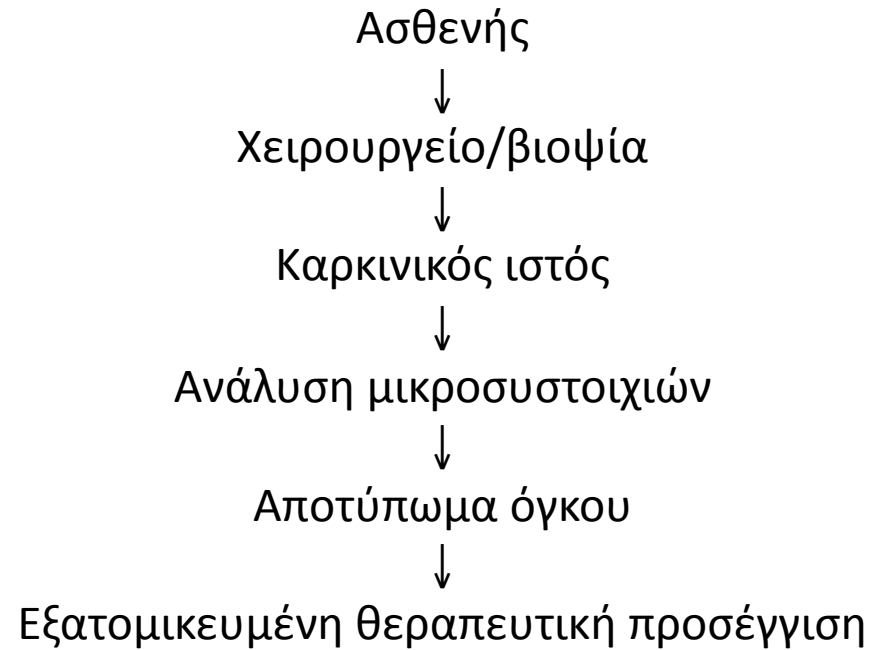 Ασθενής
↓
Χειρουργείο/βιοψία
↓
Καρκινικός ιστός
↓
Ανάλυση μικροσυστοιχιών
↓
Αποτύπωμα όγκου
↓
Εξατομικευμένη θεραπευτική προσέγγιση